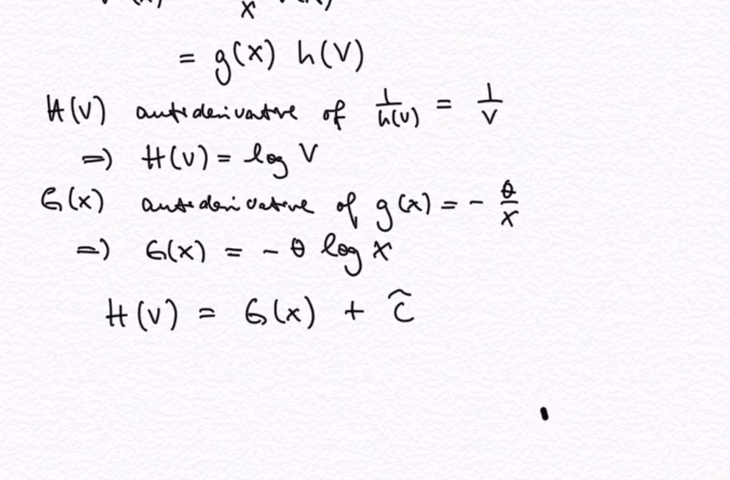 = g(x) h(V)
H(V) antiderivative of 1/h(V) = 1/V
=> H(V) = log V
G(x) antiderivative of g(x) = - θ/x
=> G(x) = - θ log x
H(V) = G(x) + c̃